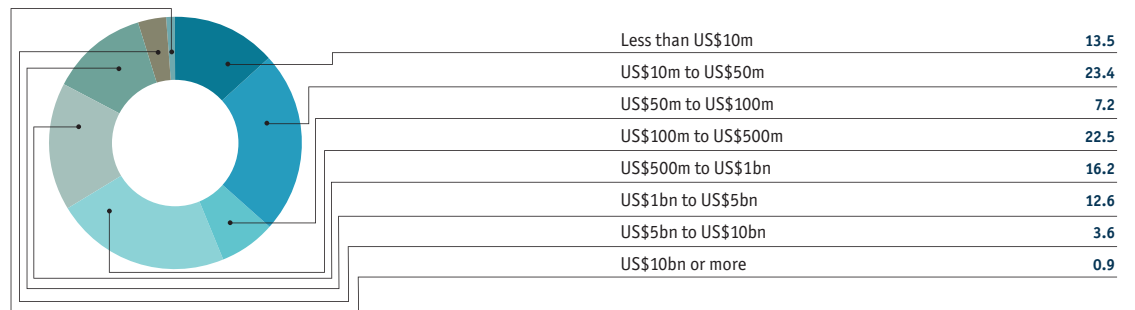 Less than US$10m 13.5
US$10m to US$50m 23.4
US$50m to US$100m 7.2
US$100m to US$500m 22.5
US$500m to US$1bn 16.2
US$1bn to US$5bn 12.6
US$5bn to US$10bn 3.6
US$10bn or more 0.9